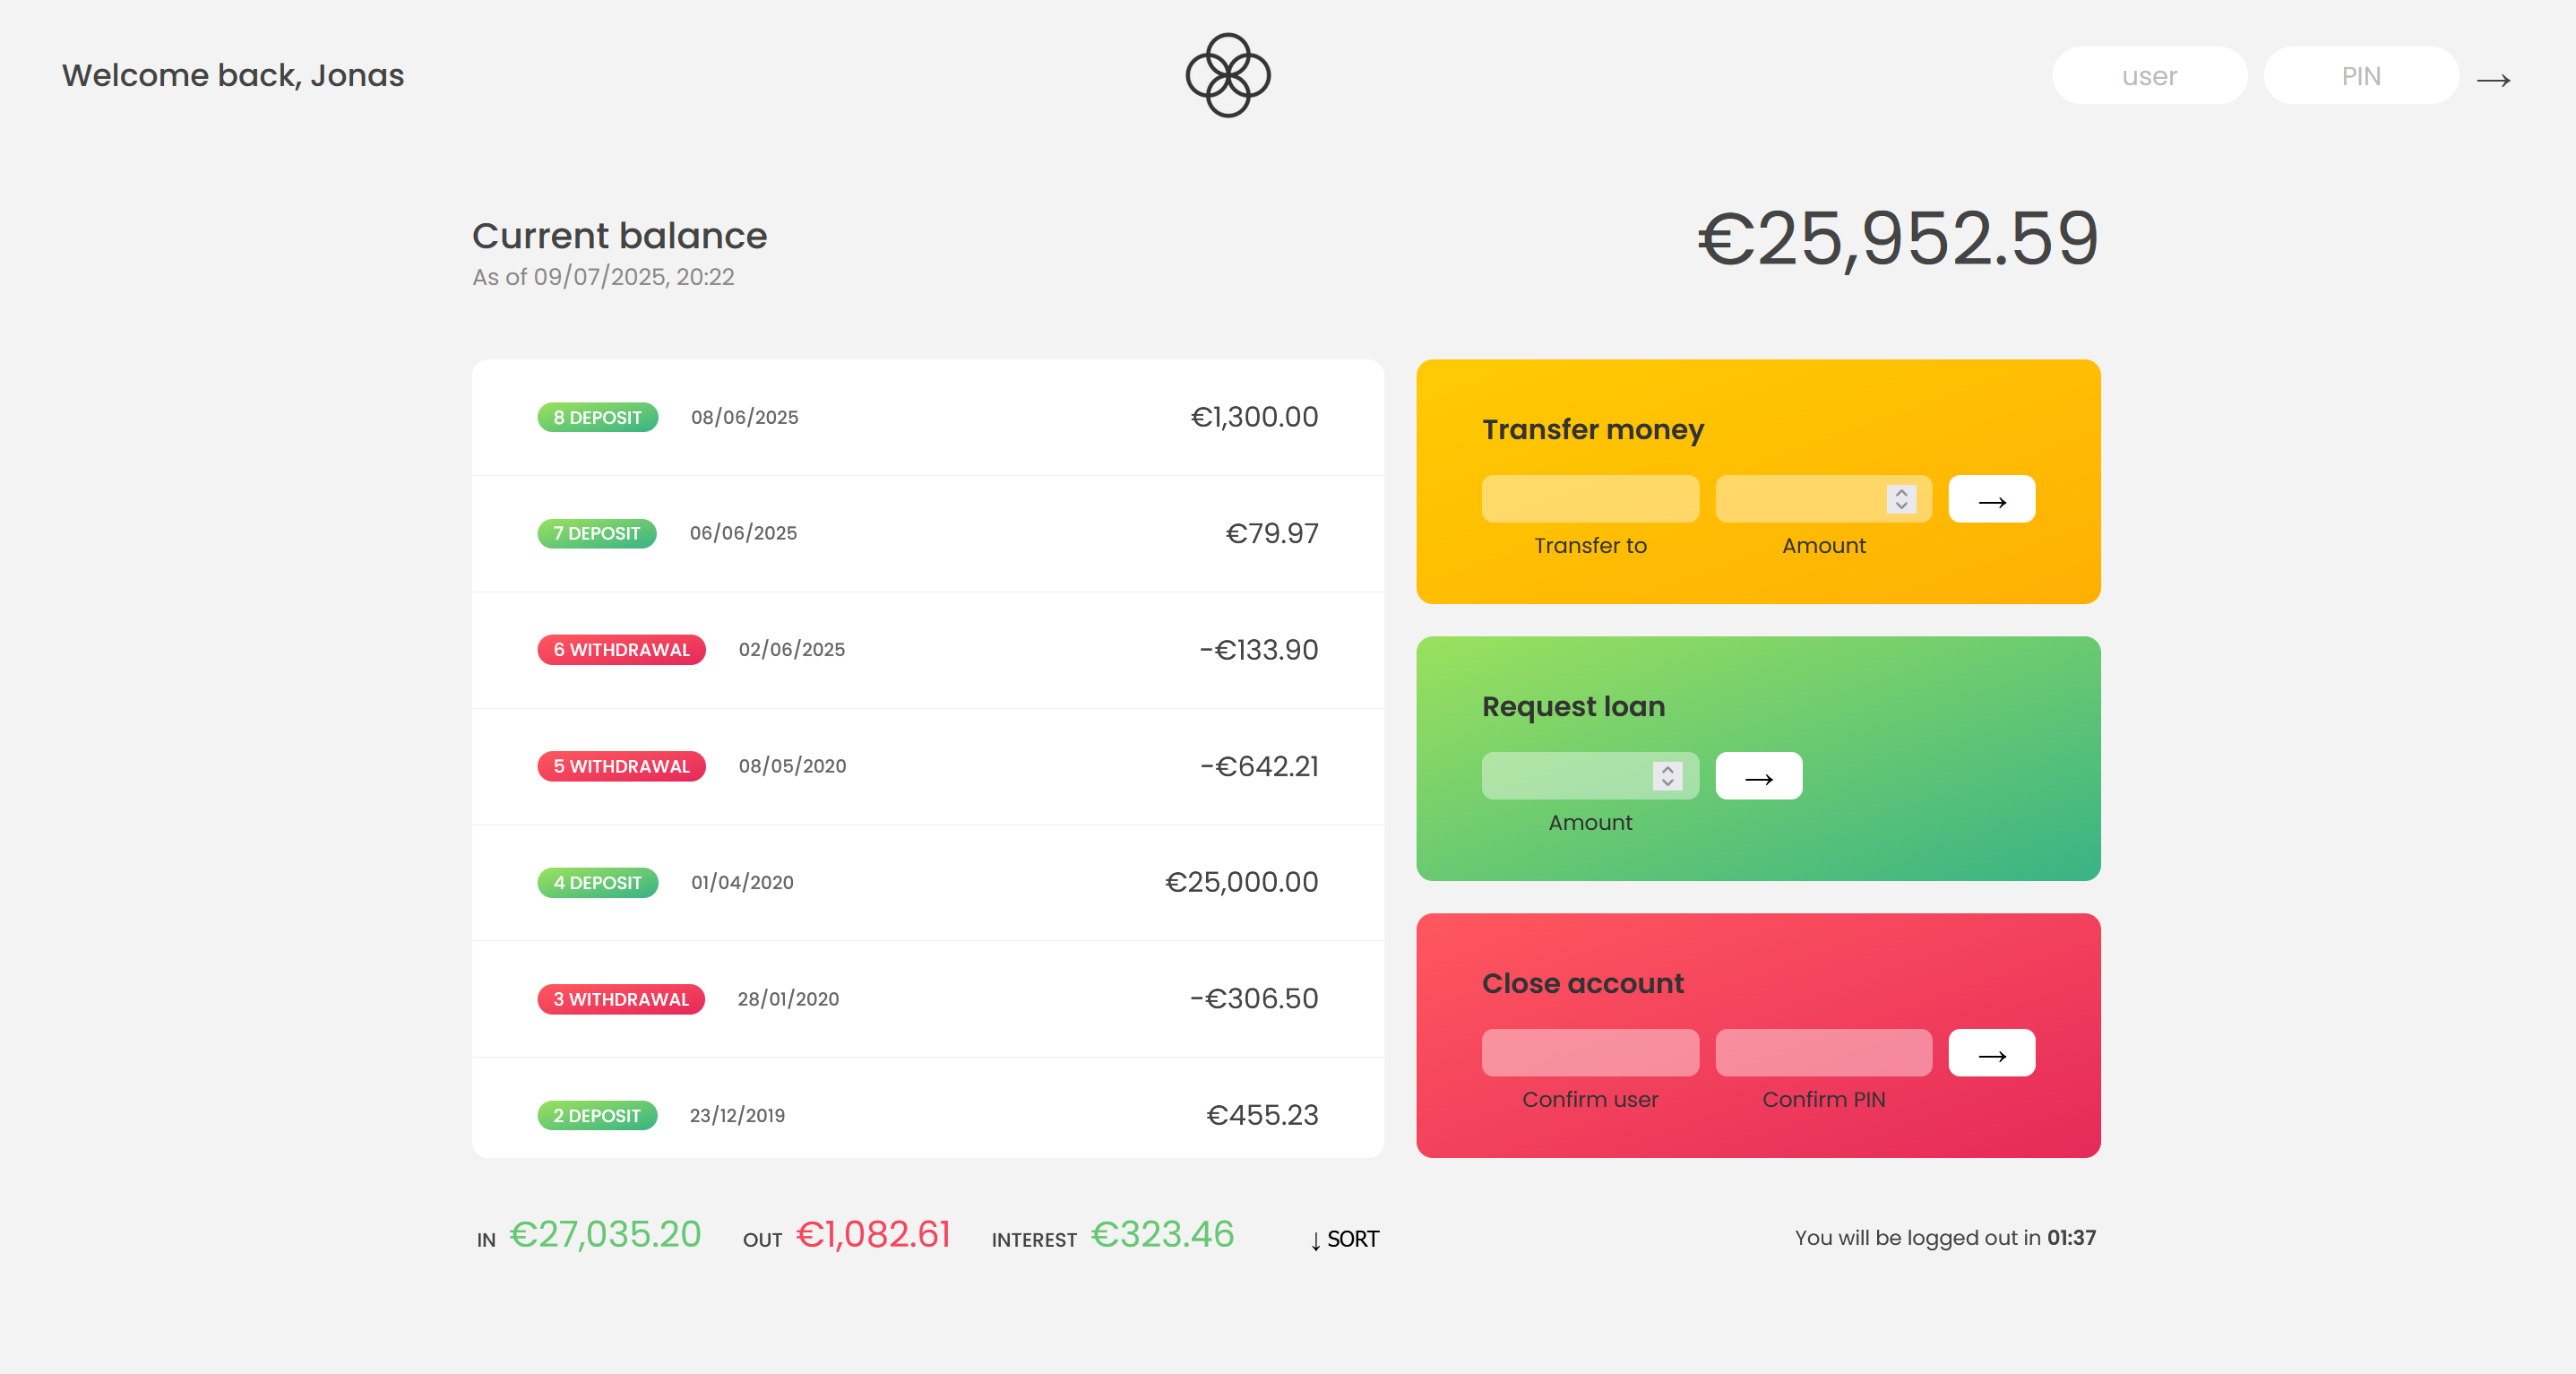 Welcome back, Jonas
user
PIN
→
Current balance
As of 09/07/2025, 20:22
€25,952.59
8 DEPOSIT 08/06/2025 €1,300.00
7 DEPOSIT 06/06/2025 €79.97
6 WITHDRAWAL 02/06/2025 -€133.90
5 WITHDRAWAL 08/05/2020 -€642.21
4 DEPOSIT 01/04/2020 €25,000.00
3 WITHDRAWAL 28/01/2020 -€306.50
2 DEPOSIT 23/12/2019 €455.23
Transfer money
→
Transfer to Amount
Request loan
→
Amount
Close account
→
Confirm user Confirm PIN
IN €27,035.20 OUT €1,082.61 INTEREST €323.46 ↓ SORT
You will be logged out in 01:37